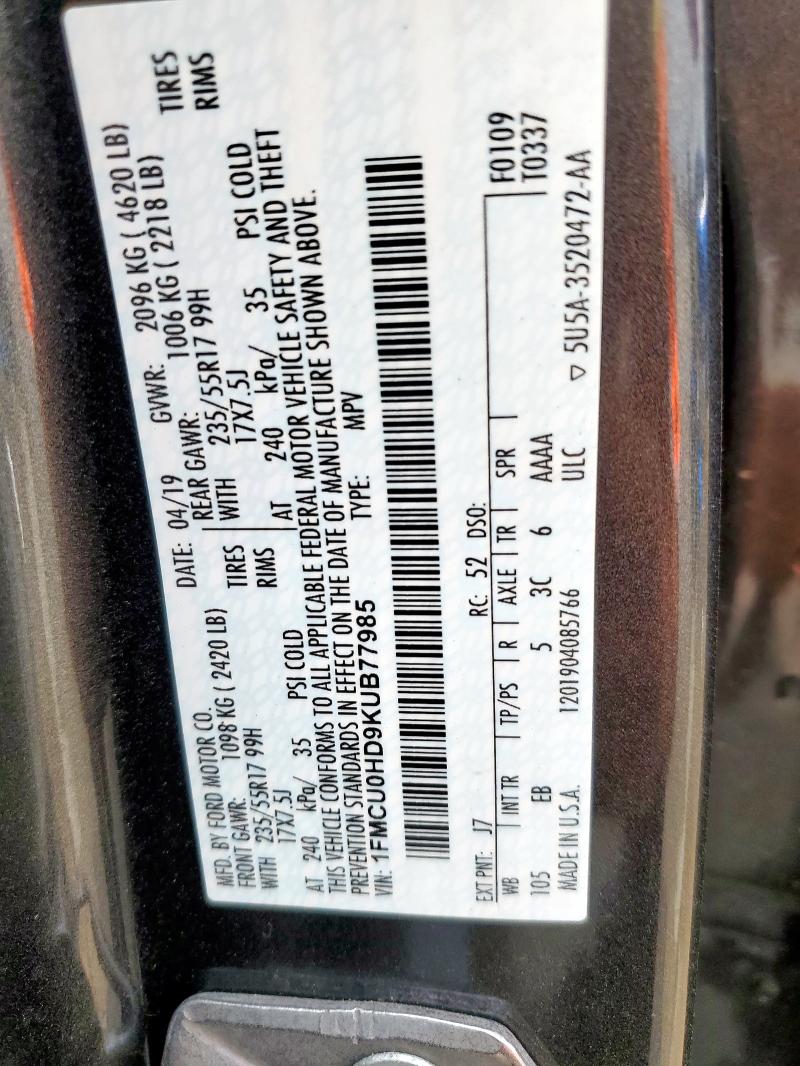 MFD. BY FORD MOTOR CO.
DATE: 04/19 GVWR: 2096 KG ( 4620 LB)
FRONT GAWR: 1098 KG ( 2420 LB) REAR GAWR: 1006 KG ( 2218 LB)
WITH 235/55R17 99H TIRES WITH 235/55R17 99H TIRES
17X7.5J RIMS 17X7.5J RIMS
AT 240 kPa/ 35 PSI COLD AT 240 kPa/ 35 PSI COLD
THIS VEHICLE CONFORMS TO ALL APPLICABLE FEDERAL MOTOR VEHICLE SAFETY AND THEFT
PREVENTION STANDARDS IN EFFECT ON THE DATE OF MANUFACTURE SHOWN ABOVE.
VIN: 1FMCU0HD9KUB77985 TYPE: MPV
EXT PNT: J7 RC: 52 DSO:
WB INT TR TP/PS R AXLE TR SPR F0109
105 EB 5 3C 6 AAAA T0337
MADE IN U.S.A. 1201904085766 ULC ▽ 5U5A-3520472-AA